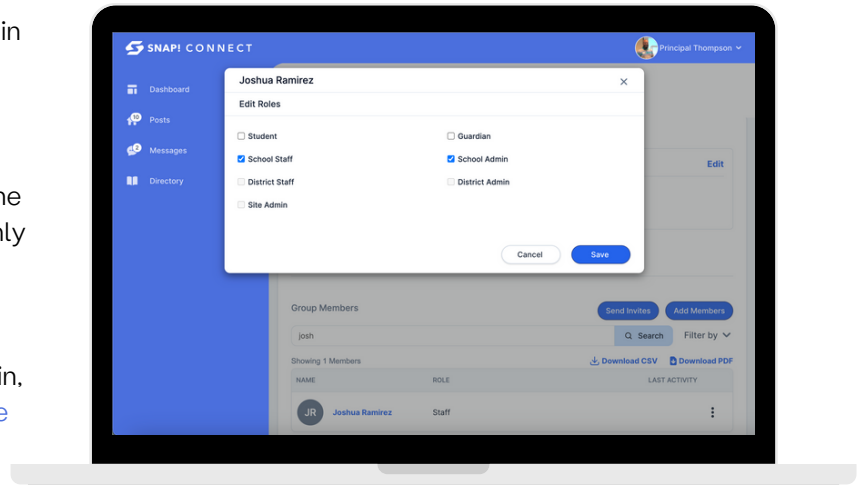 in
SNAP! CONNECT
Principal Thompson
Dashboard
10
Posts
2
Messages
Directory
Joshua Ramirez
Edit Roles
Student
Guardian
School Staff
School Admin
District Staff
District Admin
Site Admin
Cancel
Save
Edit
Group Members
Send Invites
Add Members
josh
Search
Filter by
Showing 1 Members
Download CSV
Download PDF
NAME
ROLE
LAST ACTIVITY
JR
Joshua Ramirez
Staff
in,